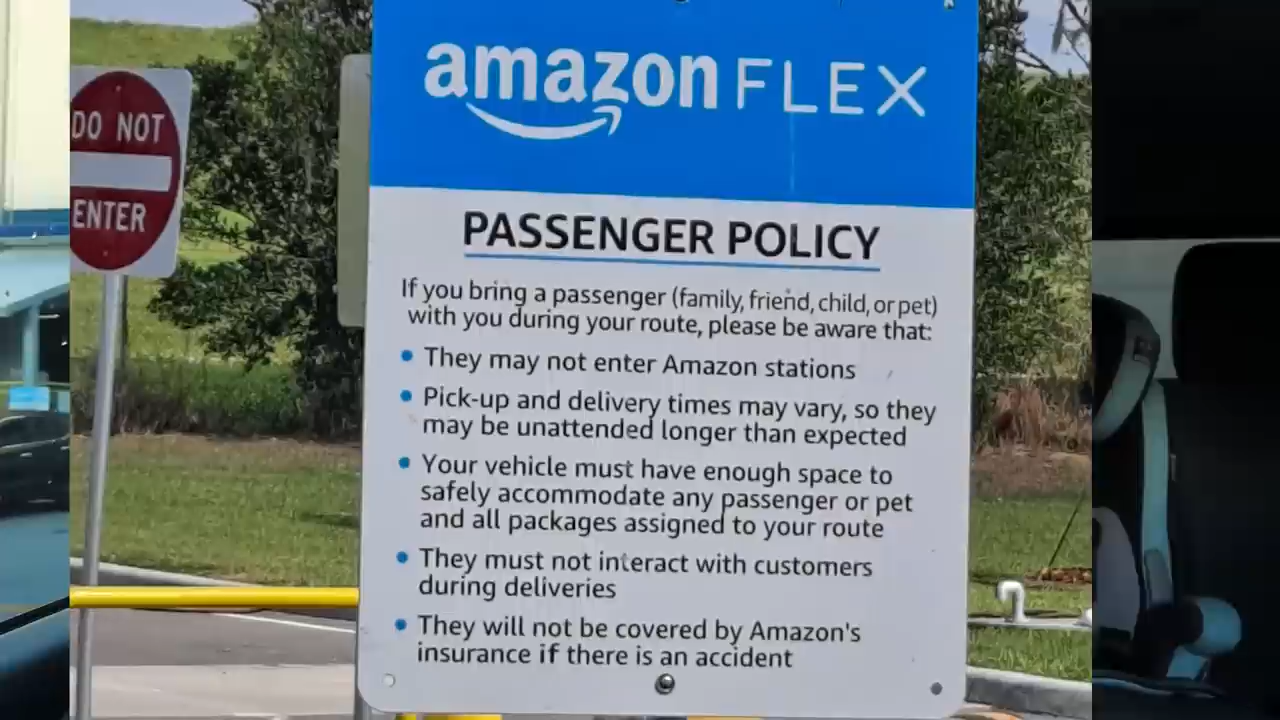 DO NOT
ENTER
amazon FLEX
PASSENGER POLICY
If you bring a passenger (family, friend, child, or pet)
with you during your route, please be aware that:
• They may not enter Amazon stations
• Pick-up and delivery times may vary, so they
may be unattended longer than expected
• Your vehicle must have enough space to
safely accommodate any passenger or pet
and all packages assigned to your route
• They must not interact with customers
during deliveries
• They will not be covered by Amazon's
insurance if there is an accident